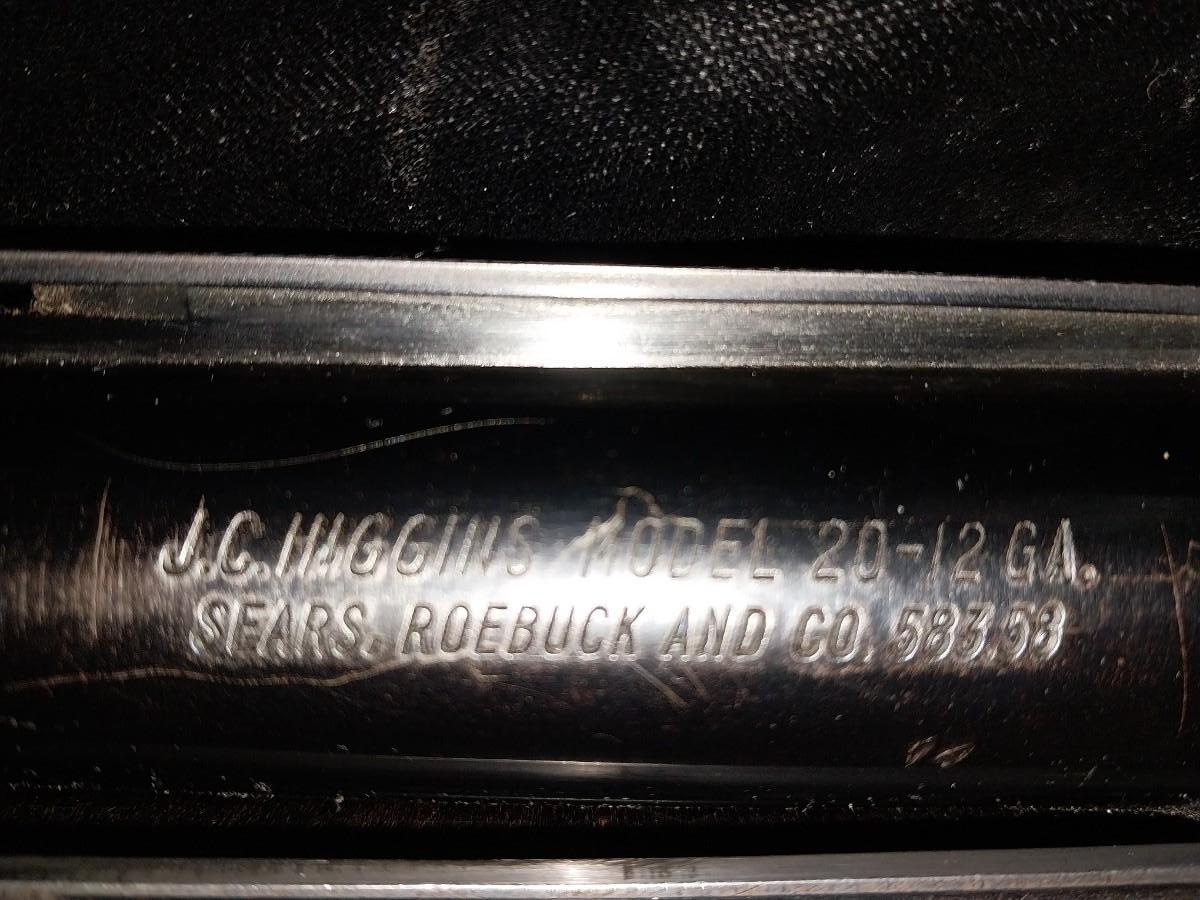 J.C. HIGGINS MODEL 20-12 GA.
SEARS, ROEBUCK AND CO. 583.58